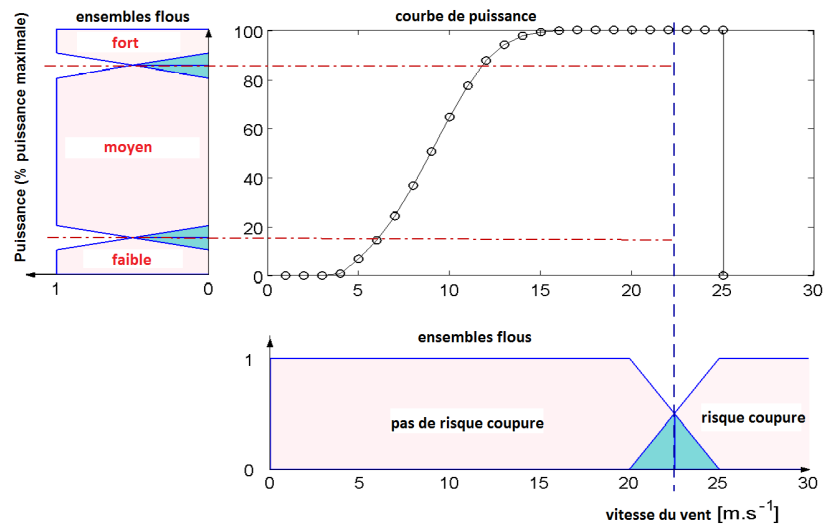 ensembles flous
courbe de puissance
Puissance (% puissance maximale)
fort
moyen
faible
1
0
100
80
60
40
20
0
0
5
10
15
20
25
30
ensembles flous
1
0
pas de risque coupure
risque coupure
0
5
10
15
20
25
30
vitesse du vent [m.s⁻¹]